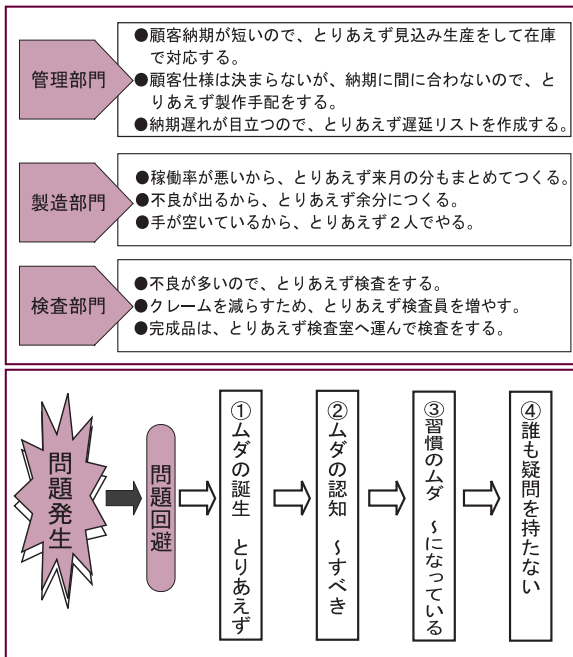 管理部門
●顧客納期が短いので、とりあえず見込み生産をして在庫
で対応する。
●顧客仕様は決まらないが、納期に間に合わないので、と
りあえず製作手配をする。
●納期遅れが目立つので、とりあえず遅延リストを作成する。
製造部門
●稼働率が悪いから、とりあえず来月の分もまとめてつくる。
●不良が出るから、とりあえず余分につくる。
●手が空いているから、とりあえず２人でやる。
検査部門
●不良が多いので、とりあえず検査をする。
●クレームを減らすため、とりあえず検査員を増やす。
●完成品は、とりあえず検査室へ運んで検査をする。
問題発生
問題回避
①ムダの誕生　とりあえず
②ムダの認知　～すべき
③習慣のムダ　～になっている
④誰も疑問を持たない